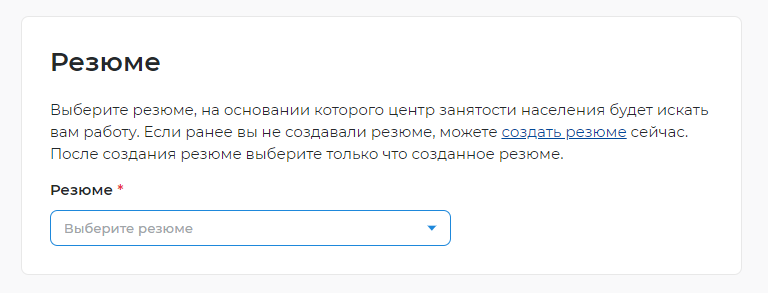 Резюме
Выберите резюме, на основании которого центр занятости населения будет искать
вам работу. Если ранее вы не создавали резюме, можете создать резюме сейчас.
После создания резюме выберите только что созданное резюме.
Резюме *
Выберите резюме